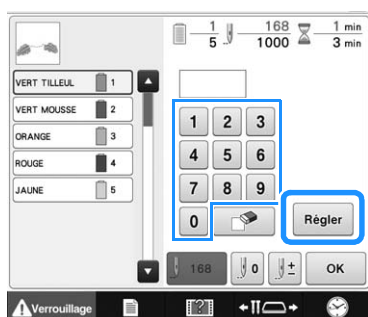 1/5 168/1000 1 min/3 min
VERT TILLEUL 1
VERT MOUSSE 2
ORANGE 3
ROUGE 4
JAUNE 5
1 2 3
4 5 6
7 8 9
0
Régler
168 0 ± OK
Verrouillage ?